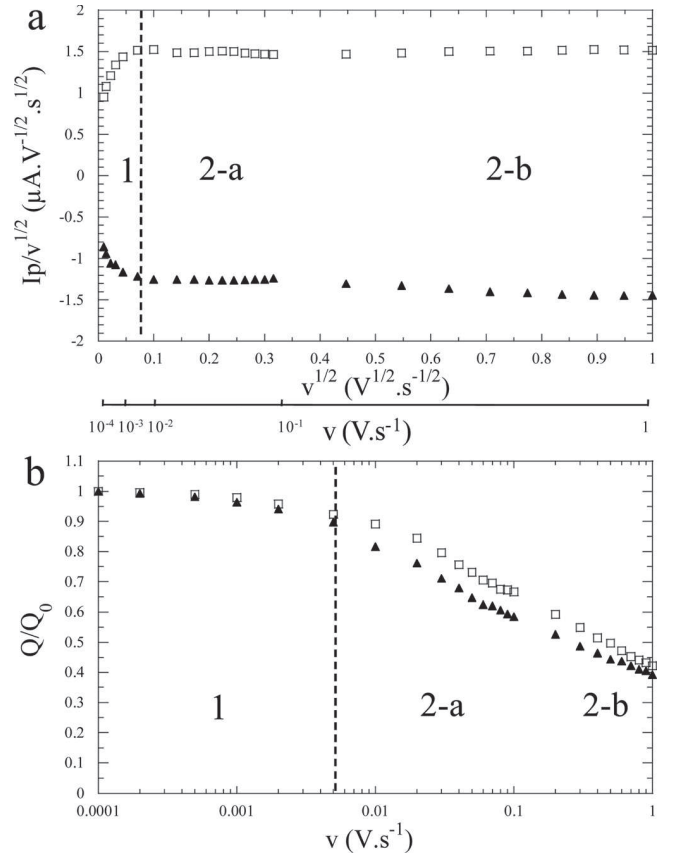 a
2
1.5
1
0.5
0
-0.5
-1
-1.5
-2
Ip/v^{1/2} (µA.V^{-1/2}.s^{1/2})
1 2-a 2-b
0 0.1 0.2 0.3 0.4 0.5 0.6 0.7 0.8 0.9 1
v^{1/2} (V^{1/2}.s^{-1/2})
10^{-4} 10^{-3} 10^{-2} 10^{-1} 1
v (V.s^{-1})
b
1.1
1
0.9
0.8
0.7
0.6
0.5
0.4
0.3
0.2
0.1
0
Q/Q_0
1 2-a 2-b
0.0001 0.001 0.01 0.1 1
v (V.s^{-1})